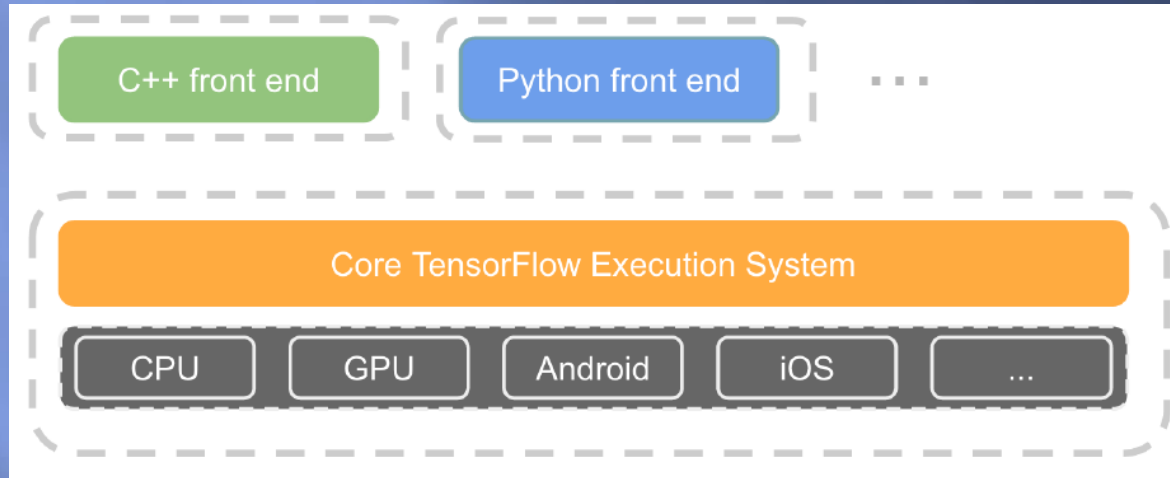 C++ front end
Python front end
...
Core TensorFlow Execution System
CPU
GPU
Android
iOS
...